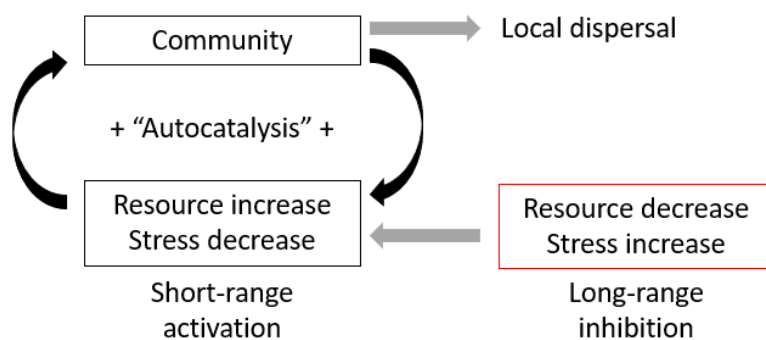 Community
Local dispersal
+ “Autocatalysis” +
Resource increase
Stress decrease
Resource decrease
Stress increase
Short-range
activation
Long-range
inhibition